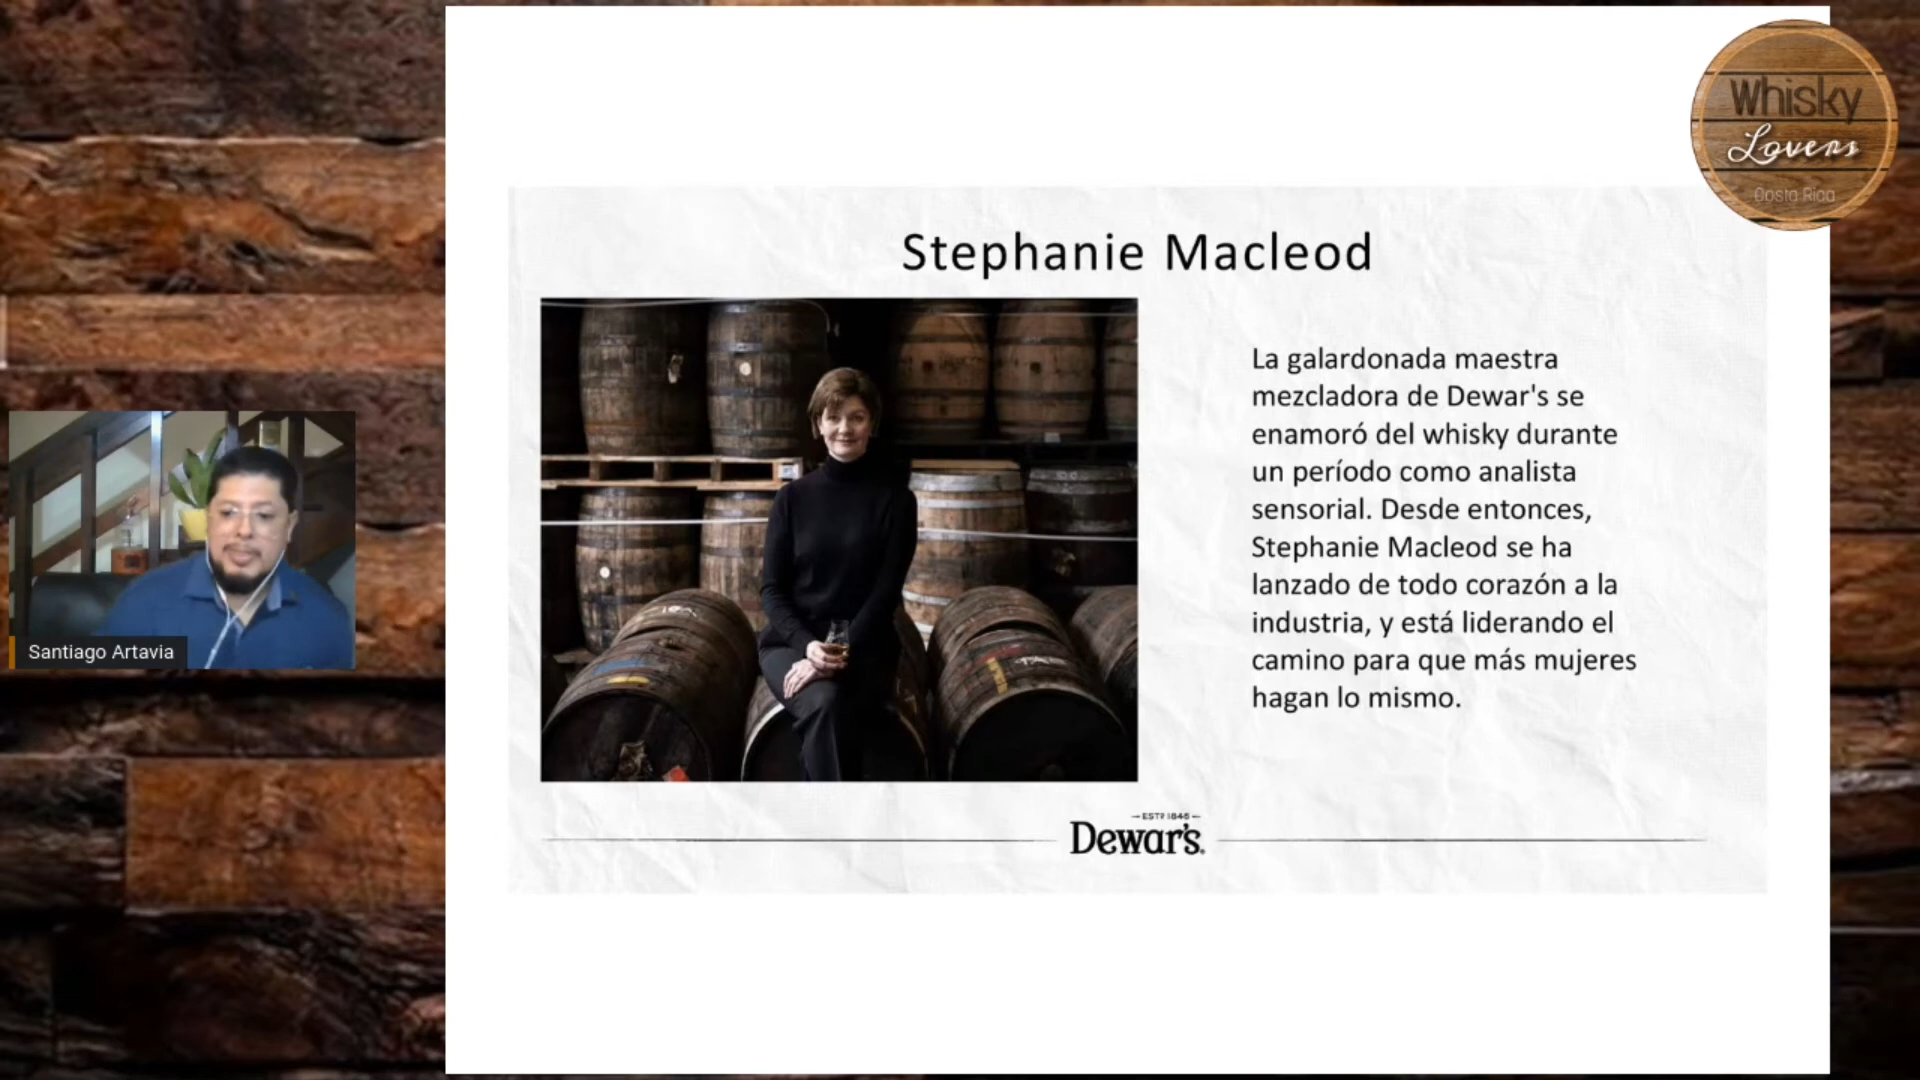 Whisky
Lovers
Costa Rica
Stephanie Macleod
La galardonada maestra
mezcladora de Dewar's se
enamoró del whisky durante
un período como analista
sensorial. Desde entonces,
Stephanie Macleod se ha
lanzado de todo corazón a la
industria, y está liderando el
camino para que más mujeres
hagan lo mismo.
Santiago Artavia
ESTD 1846
Dewar's.